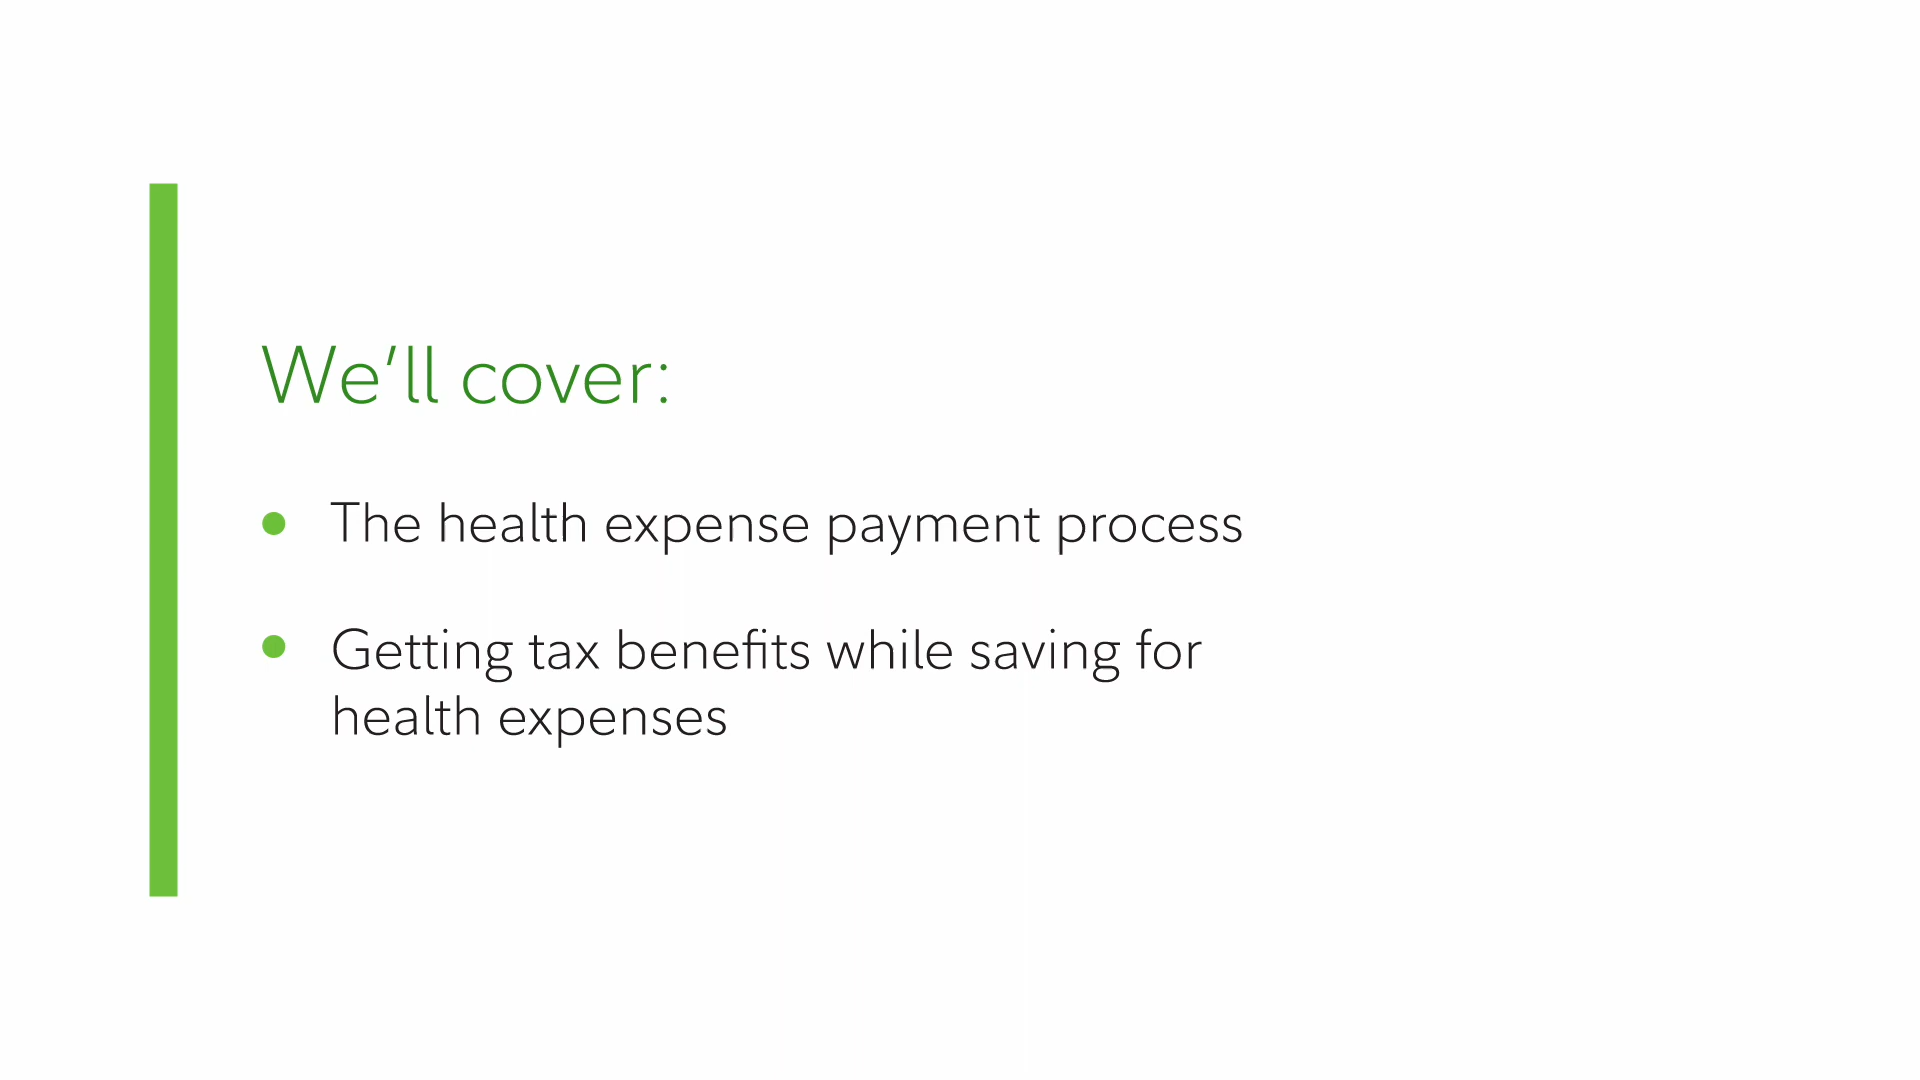 We’ll cover:
The health expense payment process
Getting tax benefits while saving for
health expenses